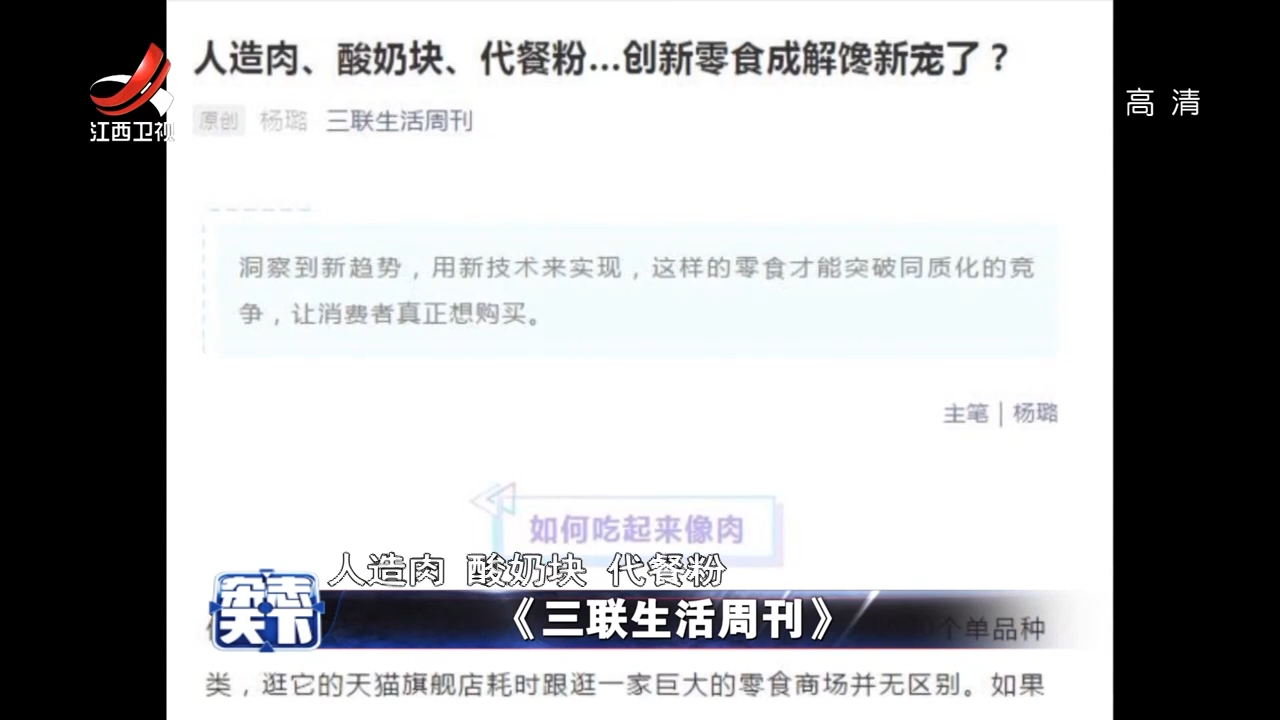 人造肉、酸奶块、代餐粉...创新零食成解馋新宠了？
江西卫视
高清
原创 杨璐 三联生活周刊
洞察到新趋势，用新技术来实现，这样的零食才能突破同质化的竞
争，让消费者真正想购买。
主笔｜杨璐
如何吃起来像肉
人造肉 酸奶块 代餐粉
杂志天下
《三联生活周刊》
个单品种
类，逛它的天猫旗舰店耗时跟逛一家巨大的零食商场并无区别。如果